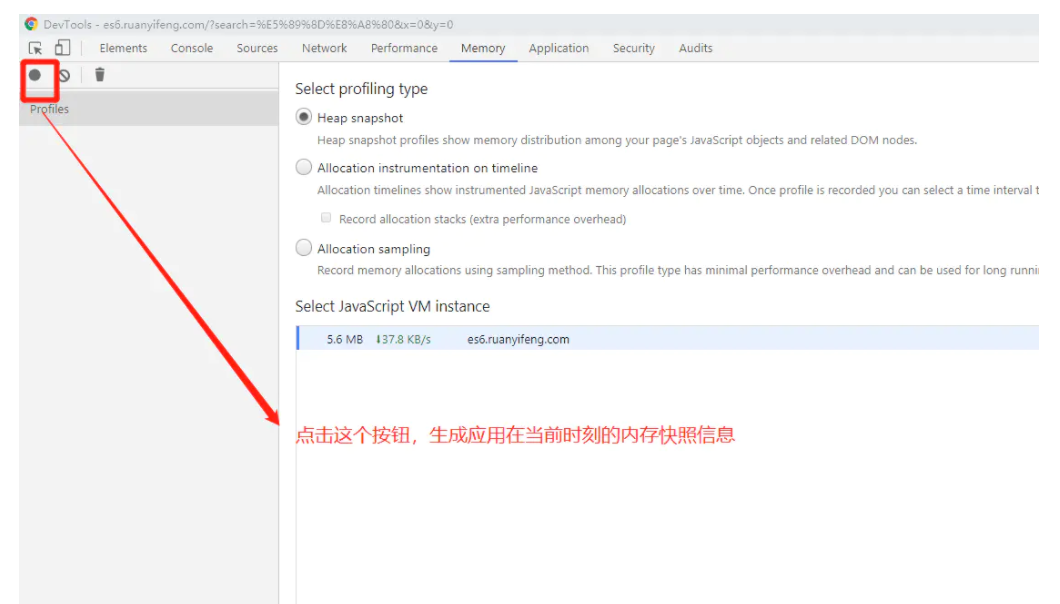 DevTools - es6.ruanyifeng.com/?search=%E5%89%8D%E8%A8%80&x=0&y=0
Elements Console Sources Network Performance Memory Application Security Audits
Profiles
Select profiling type
Heap snapshot
Heap snapshot profiles show memory distribution among your page's JavaScript objects and related DOM nodes.
Allocation instrumentation on timeline
Allocation timelines show instrumented JavaScript memory allocations over time. Once profile is recorded you can select a time interval t
Record allocation stacks (extra performance overhead)
Allocation sampling
Record memory allocations using sampling method. This profile type has minimal performance overhead and can be used for long runni
Select JavaScript VM instance
5.6 MB ⬇37.8 KB/s es6.ruanyifeng.com
点击这个按钮，生成应用在当前时刻的内存快照信息